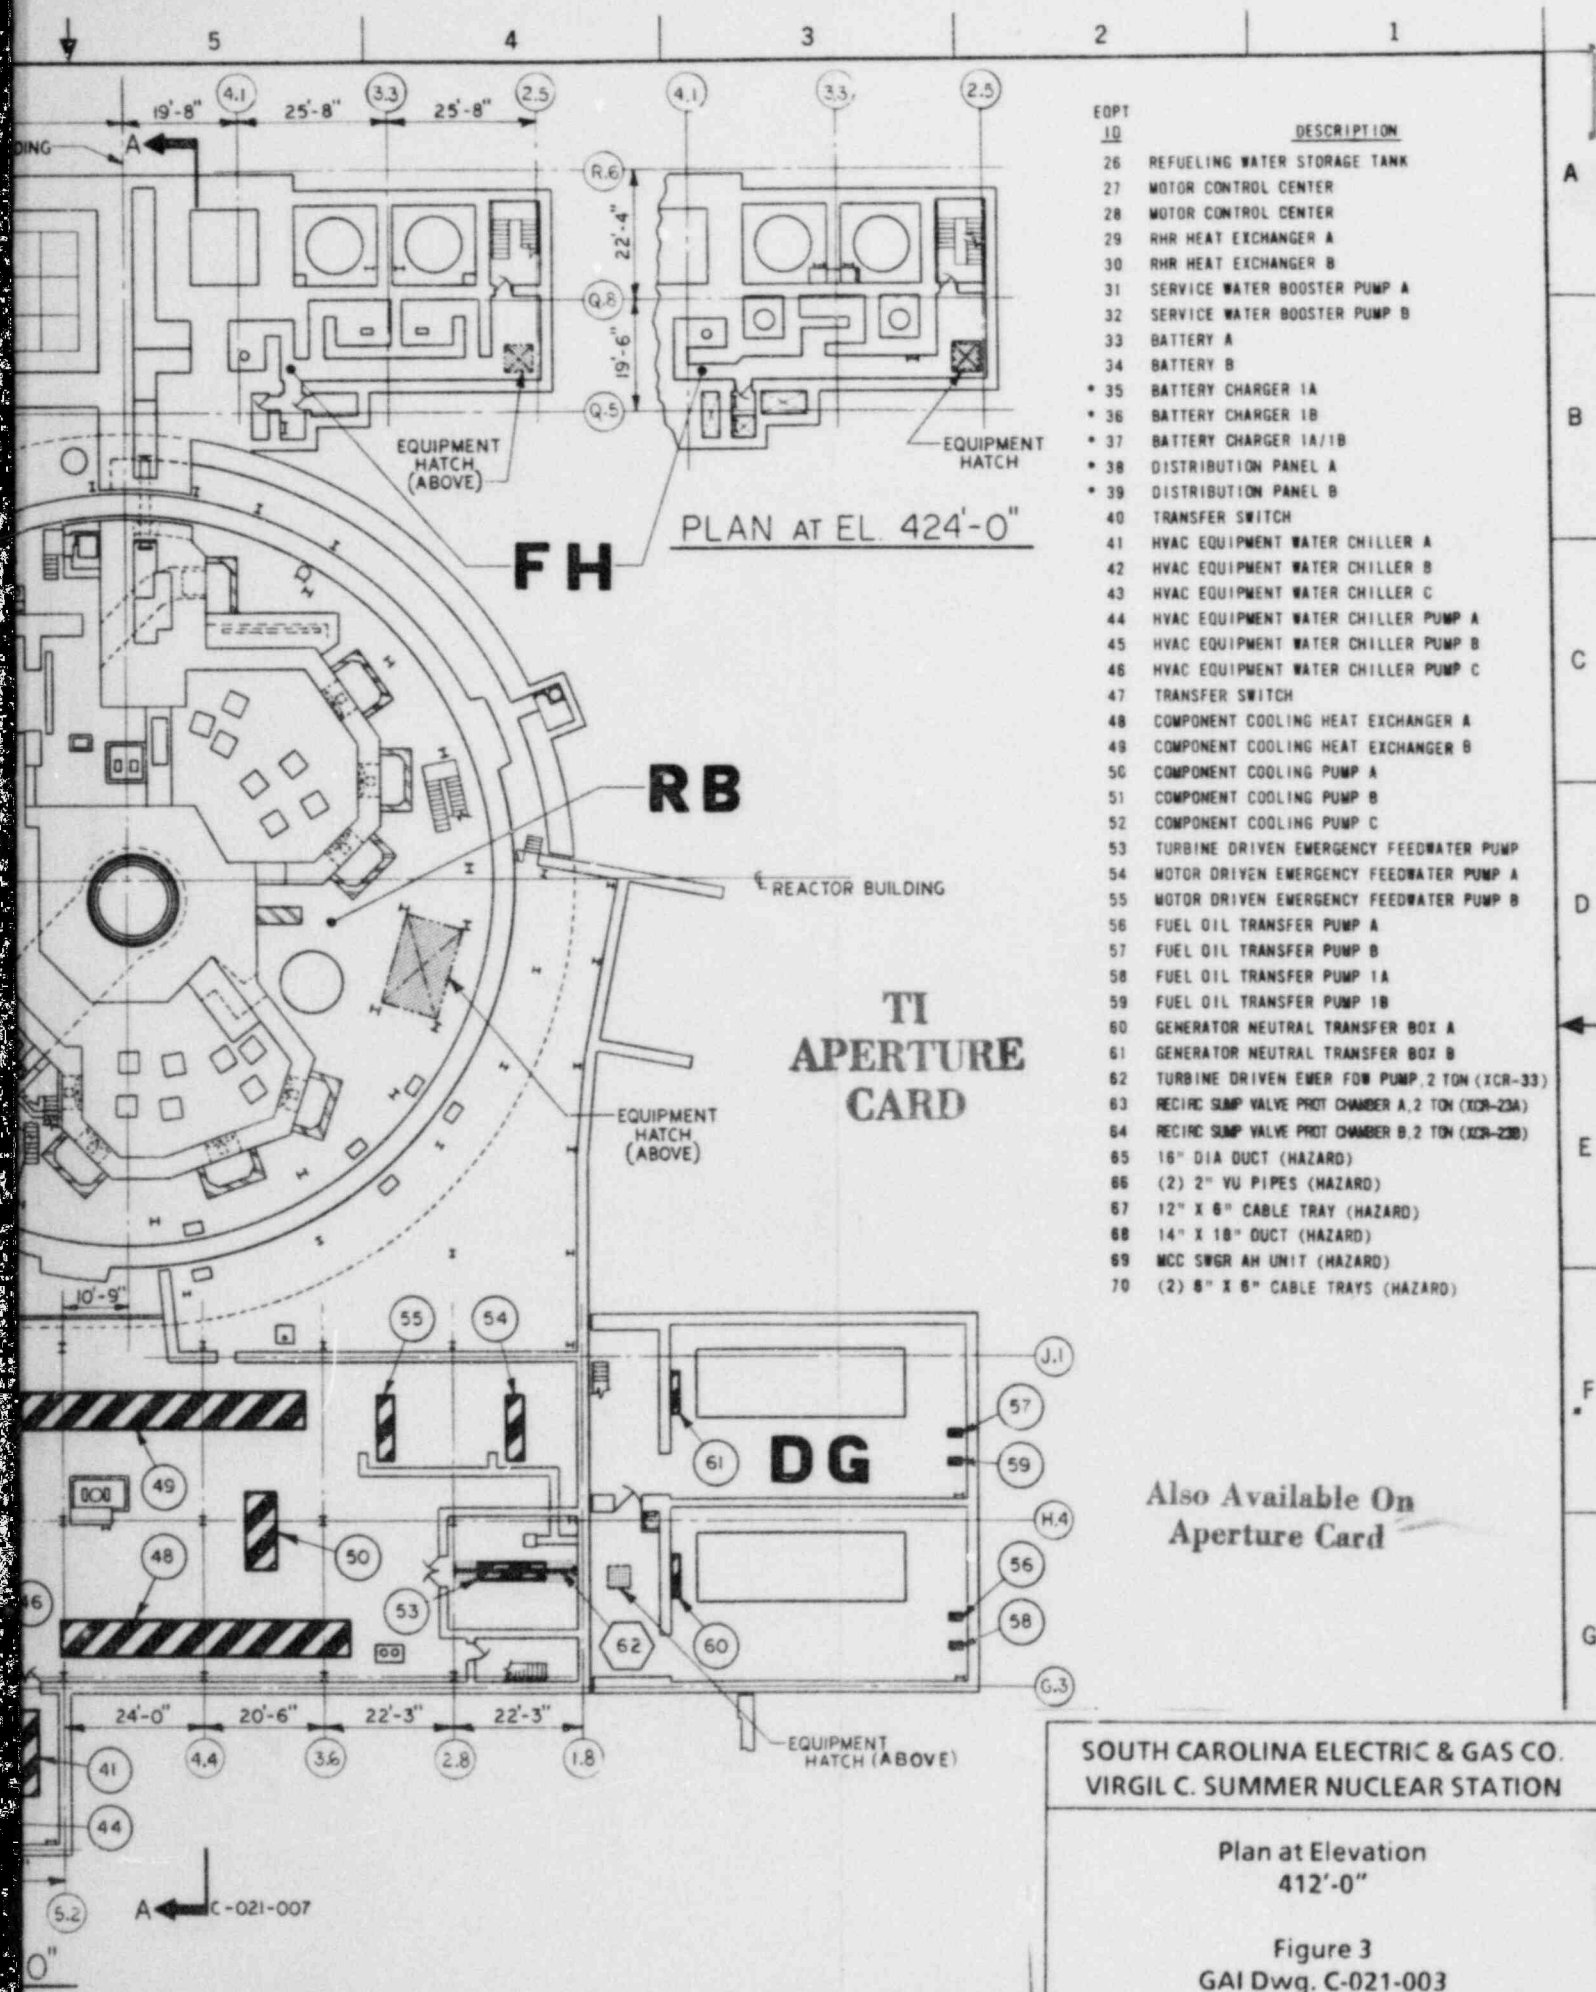 5 4 3 2 1
4.1 3.3 2.5 4.1 3.3 2.5
19'-8" 25'-8" 25'-8"
DING
A
R.6
22'-4"
Q.8
19'-6"
Q.5
EQUIPMENT
HATCH
(ABOVE)
EQUIPMENT
HATCH
PLAN AT EL. 424'-0"
FH
RB
℄ REACTOR BUILDING
TI
APERTURE
CARD
EQUIPMENT
HATCH
(ABOVE)
10'-9"
55 54
J.1
57
61
DG
59
49
H.4
48
50
56
46
53
62
60
58
G.3
24'-0" 20'-6" 22'-3" 22'-3"
41
4.4 3.6 2.8 1.8
EQUIPMENT
HATCH (ABOVE)
44
5.2
A C-021-007
0"
EQPT
ID DESCRIPTION
26 REFUELING WATER STORAGE TANK
27 MOTOR CONTROL CENTER
28 MOTOR CONTROL CENTER
29 RHR HEAT EXCHANGER A
30 RHR HEAT EXCHANGER B
31 SERVICE WATER BOOSTER PUMP A
32 SERVICE WATER BOOSTER PUMP B
33 BATTERY A
34 BATTERY B
* 35 BATTERY CHARGER 1A
* 36 BATTERY CHARGER 1B
* 37 BATTERY CHARGER 1A/1B
* 38 DISTRIBUTION PANEL A
* 39 DISTRIBUTION PANEL B
40 TRANSFER SWITCH
41 HVAC EQUIPMENT WATER CHILLER A
42 HVAC EQUIPMENT WATER CHILLER B
43 HVAC EQUIPMENT WATER CHILLER C
44 HVAC EQUIPMENT WATER CHILLER PUMP A
45 HVAC EQUIPMENT WATER CHILLER PUMP B
46 HVAC EQUIPMENT WATER CHILLER PUMP C
47 TRANSFER SWITCH
48 COMPONENT COOLING HEAT EXCHANGER A
49 COMPONENT COOLING HEAT EXCHANGER B
50 COMPONENT COOLING PUMP A
51 COMPONENT COOLING PUMP B
52 COMPONENT COOLING PUMP C
53 TURBINE DRIVEN EMERGENCY FEEDWATER PUMP
54 MOTOR DRIVEN EMERGENCY FEEDWATER PUMP A
55 MOTOR DRIVEN EMERGENCY FEEDWATER PUMP B
56 FUEL OIL TRANSFER PUMP A
57 FUEL OIL TRANSFER PUMP B
58 FUEL OIL TRANSFER PUMP 1A
59 FUEL OIL TRANSFER PUMP 1B
60 GENERATOR NEUTRAL TRANSFER BOX A
61 GENERATOR NEUTRAL TRANSFER BOX B
62 TURBINE DRIVEN EMER FDW PUMP, 2 TON (XCR-33)
63 RECIRC SUMP VALVE PROT CHAMBER A, 2 TON (XCR-23A)
64 RECIRC SUMP VALVE PROT CHAMBER B, 2 TON (XCR-23B)
65 16" DIA DUCT (HAZARD)
66 (2) 2" VU PIPES (HAZARD)
67 12" X 6" CABLE TRAY (HAZARD)
68 14" X 18" DUCT (HAZARD)
69 MCC SWGR AH UNIT (HAZARD)
70 (2) 6" X 6" CABLE TRAYS (HAZARD)
A
B
C
D
E
F
G
Also Available On
Aperture Card
SOUTH CAROLINA ELECTRIC & GAS CO.
VIRGIL C. SUMMER NUCLEAR STATION
Plan at Elevation
412'-0"
Figure 3
GAI Dwg. C-021-003